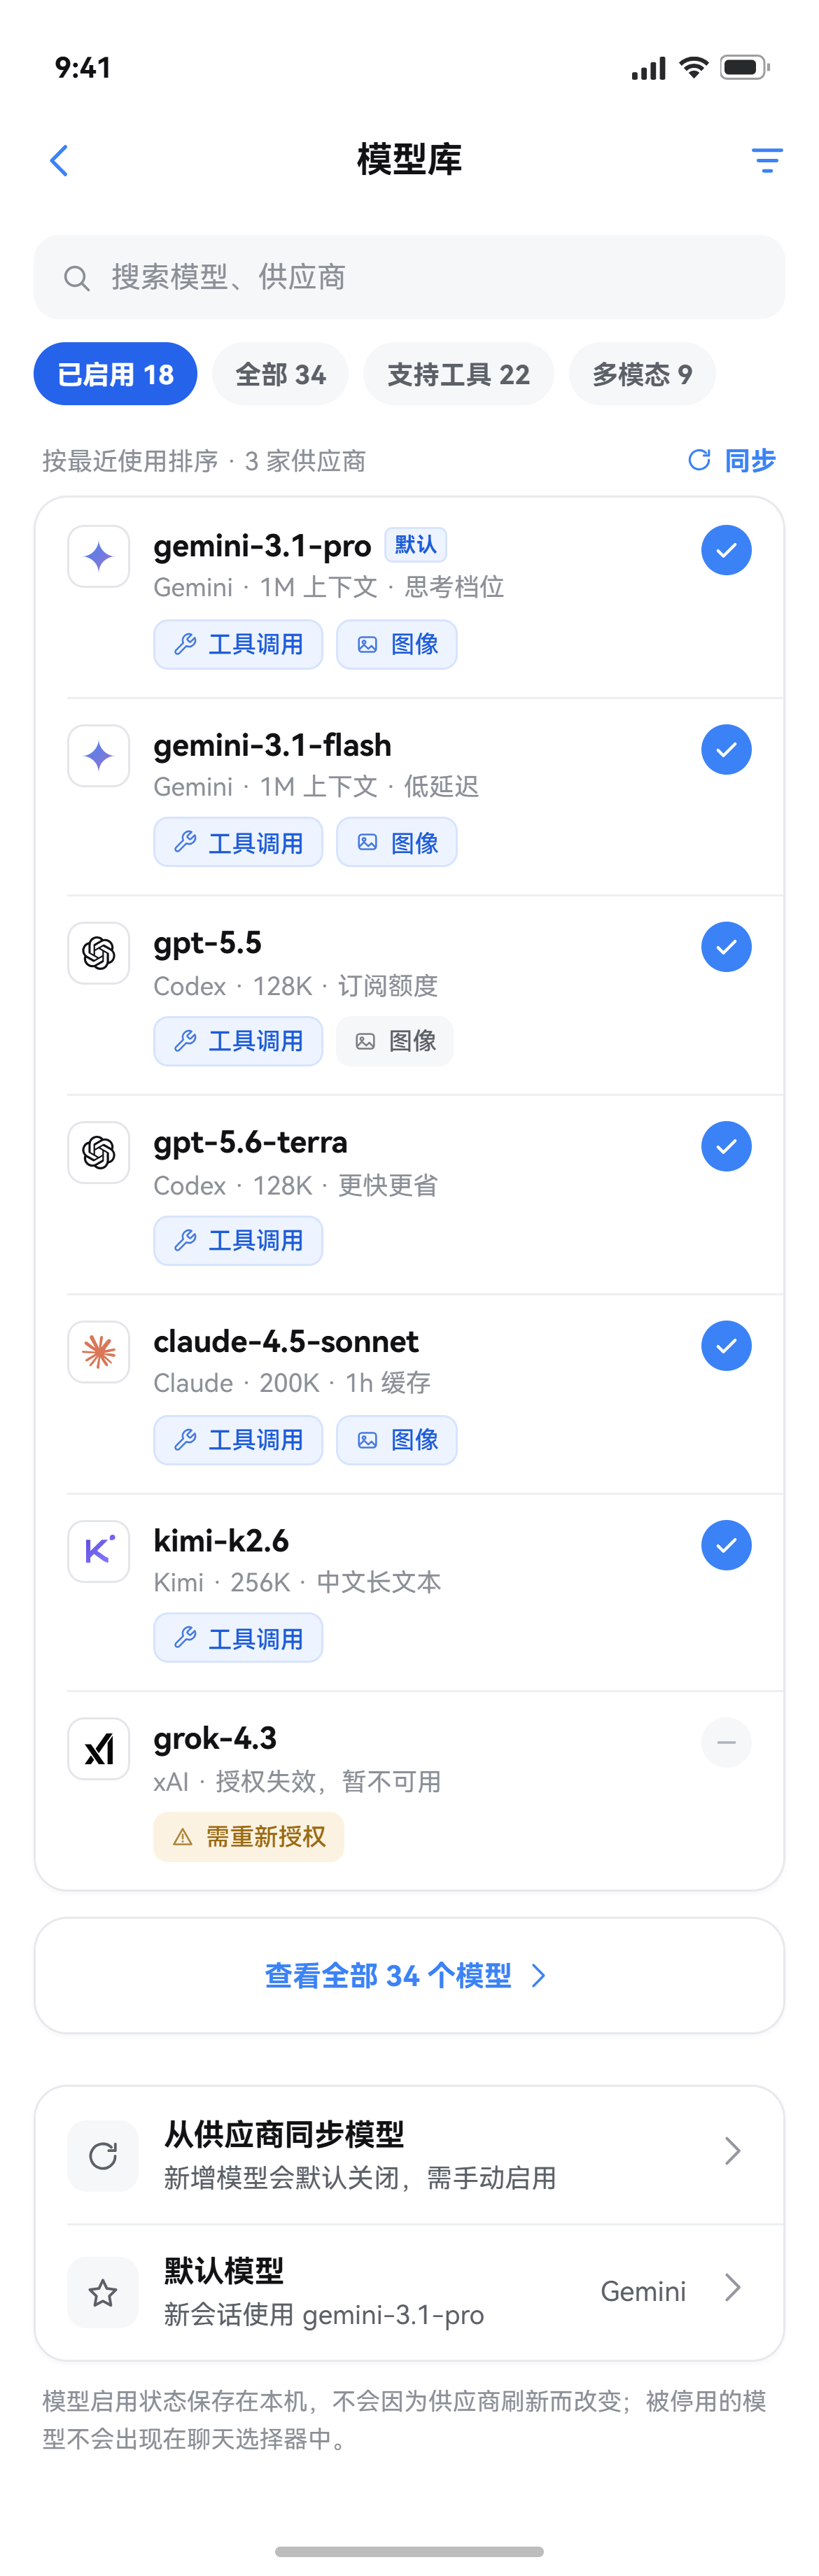 9:41
模型库
搜索模型、供应商
已启用 18
全部 34
支持工具 22
多模态 9
按最近使用排序 · 3 家供应商
同步
gemini-3.1-pro 默认
Gemini · 1M 上下文 · 思考档位
工具调用 图像
gemini-3.1-flash
Gemini · 1M 上下文 · 低延迟
工具调用 图像
gpt-5.5
Codex · 128K · 订阅额度
工具调用 图像
gpt-5.6-terra
Codex · 128K · 更快更省
工具调用
claude-4.5-sonnet
Claude · 200K · 1h 缓存
工具调用 图像
kimi-k2.6
Kimi · 256K · 中文长文本
工具调用
grok-4.3
xAI · 授权失效，暂不可用
需重新授权
查看全部 34 个模型
从供应商同步模型
新增模型会默认关闭，需手动启用
默认模型
新会话使用 gemini-3.1-pro
Gemini
模型启用状态保存在本机，不会因为供应商刷新而改变；被停用的模
型不会出现在聊天选择器中。